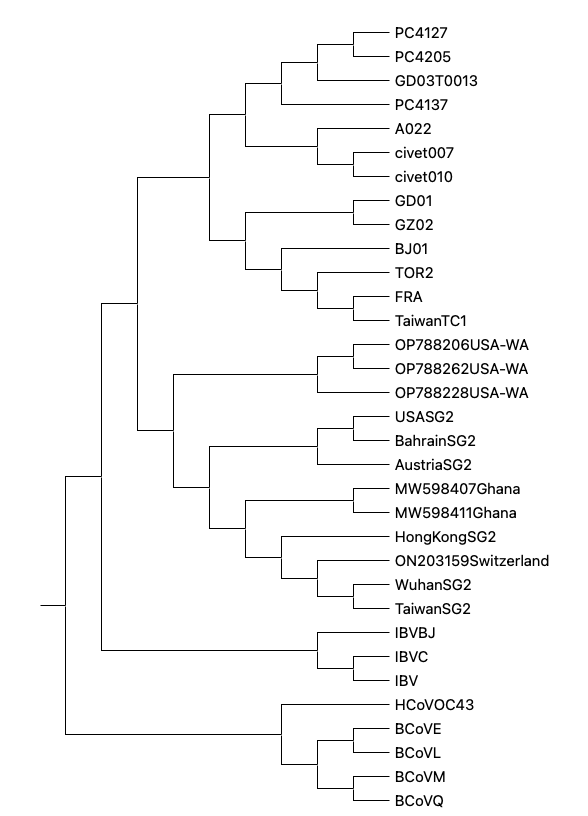 PC4127
PC4205
GD03T0013
PC4137
A022
civet007
civet010
GD01
GZ02
BJ01
TOR2
FRA
TaiwanTC1
OP788206USA-WA
OP788262USA-WA
OP788228USA-WA
USASG2
BahrainSG2
AustriaSG2
MW598407Ghana
MW598411Ghana
HongKongSG2
ON203159Switzerland
WuhanSG2
TaiwanSG2
IBVBJ
IBVC
IBV
HCoVOC43
BCoVE
BCoVL
BCoVM
BCoVQ